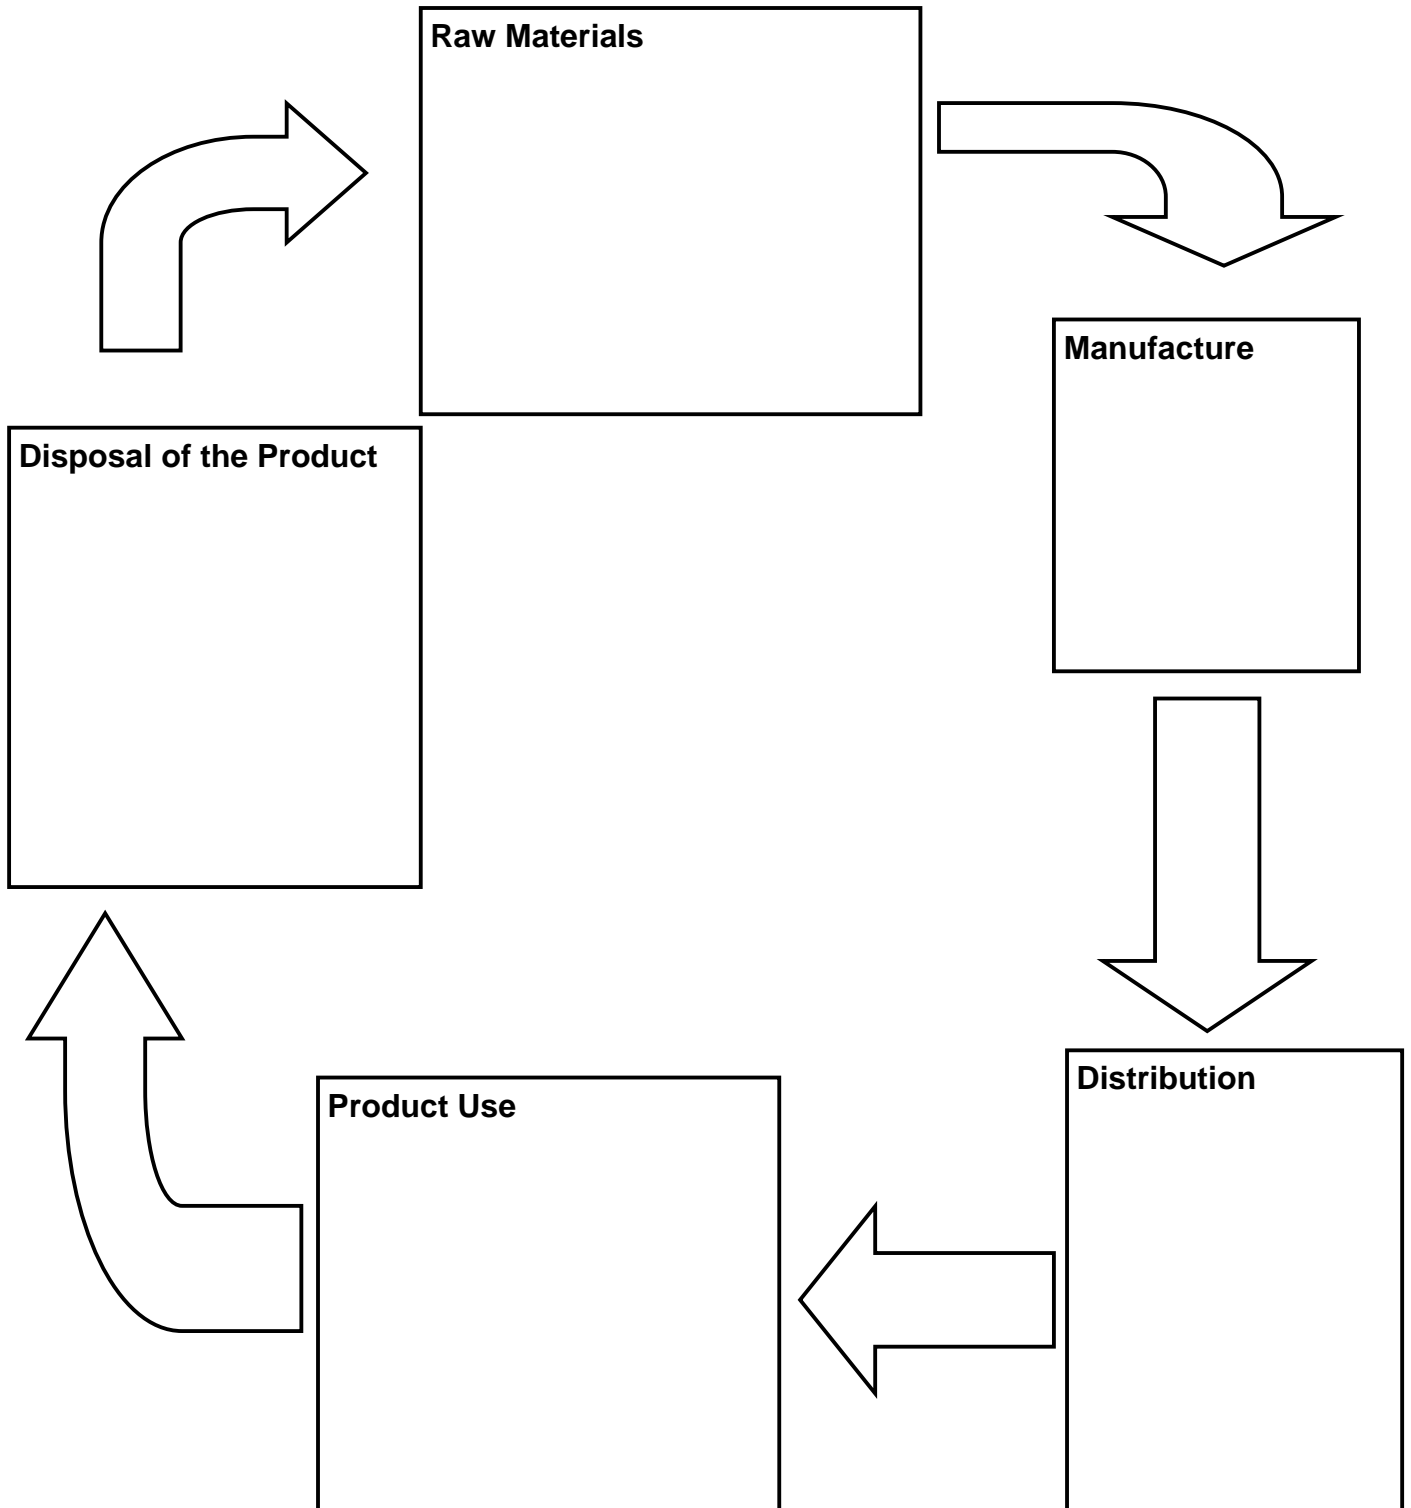 Raw Materials
Manufacture
Disposal of the Product
Distribution
Product Use